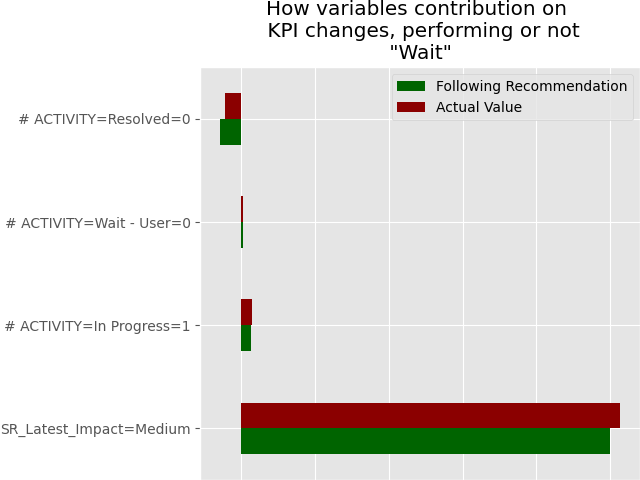 How variables contribution on
KPI changes, performing or not
"Wait"
Following Recommendation
Actual Value
# ACTIVITY=Resolved=0
# ACTIVITY=Wait - User=0
# ACTIVITY=In Progress=1
SR_Latest_Impact=Medium